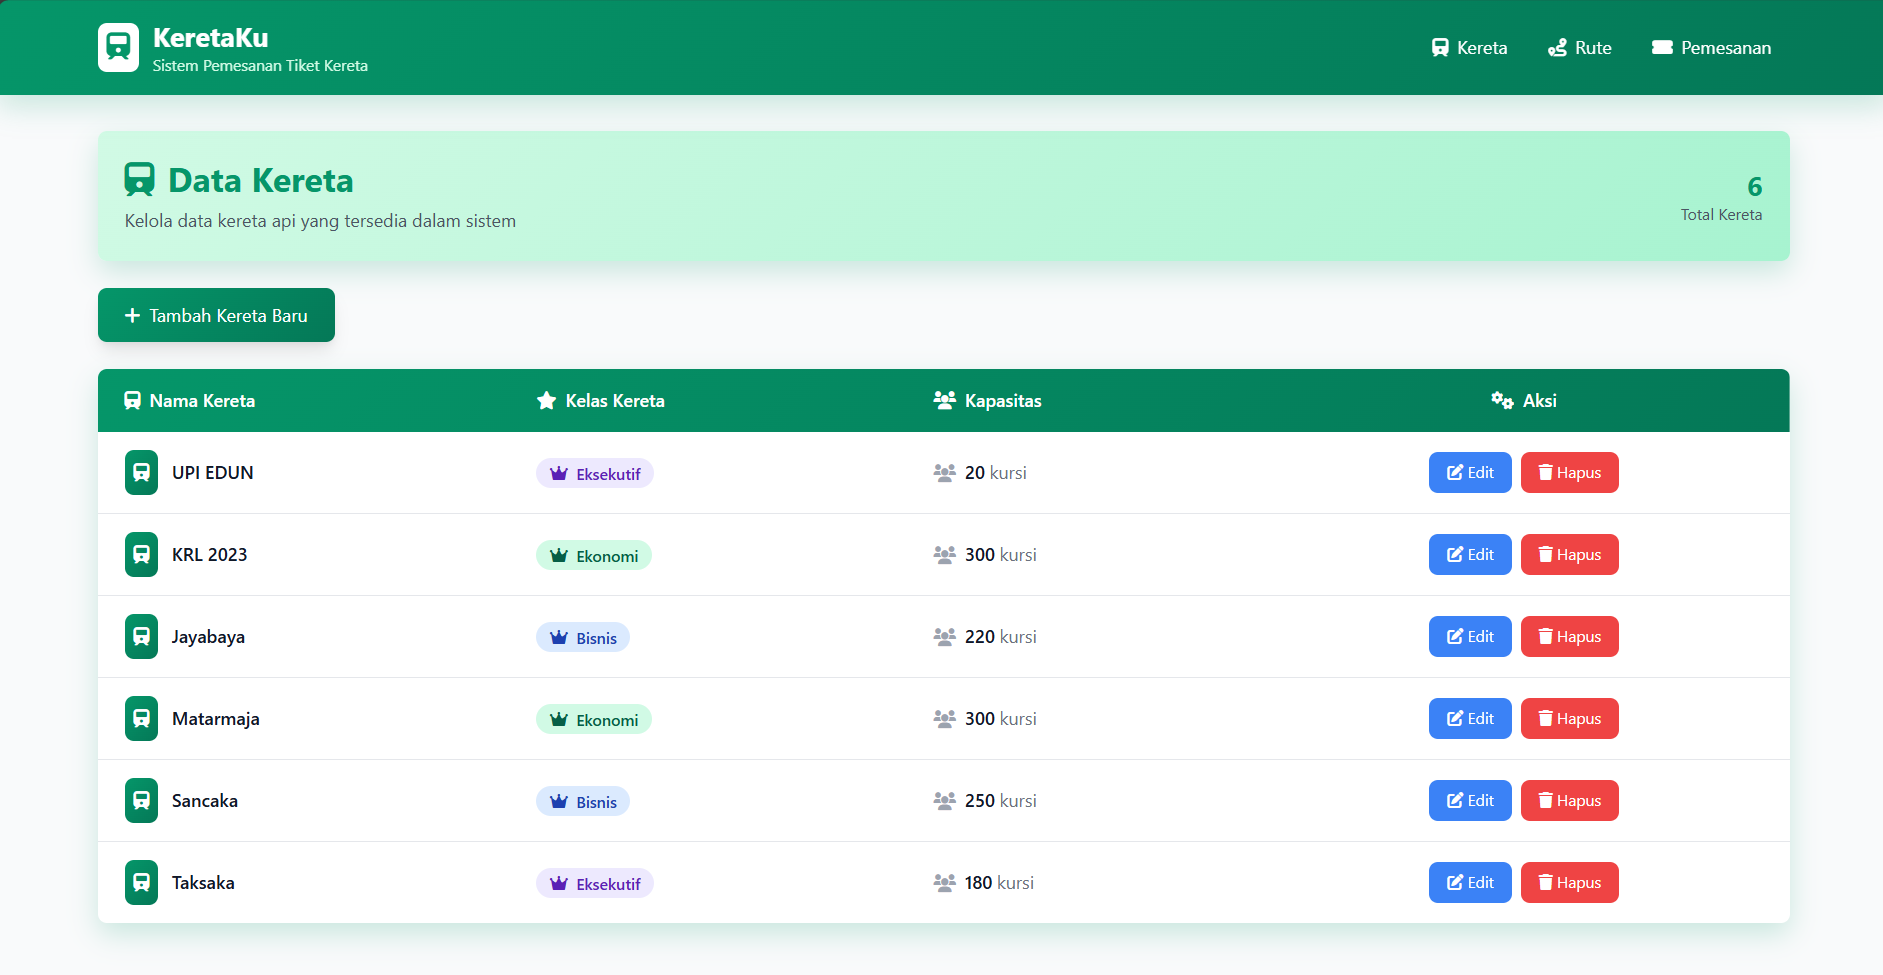 KeretaKu
Sistem Pemesanan Tiket Kereta
Kereta Rute Pemesanan
Data Kereta
Kelola data kereta api yang tersedia dalam sistem
6
Total Kereta
Tambah Kereta Baru
Nama Kereta Kelas Kereta Kapasitas Aksi
UPI EDUN Eksekutif 20 kursi Edit Hapus
KRL 2023 Ekonomi 300 kursi Edit Hapus
Jayabaya Bisnis 220 kursi Edit Hapus
Matarmaja Ekonomi 300 kursi Edit Hapus
Sancaka Bisnis 250 kursi Edit Hapus
Taksaka Eksekutif 180 kursi Edit Hapus